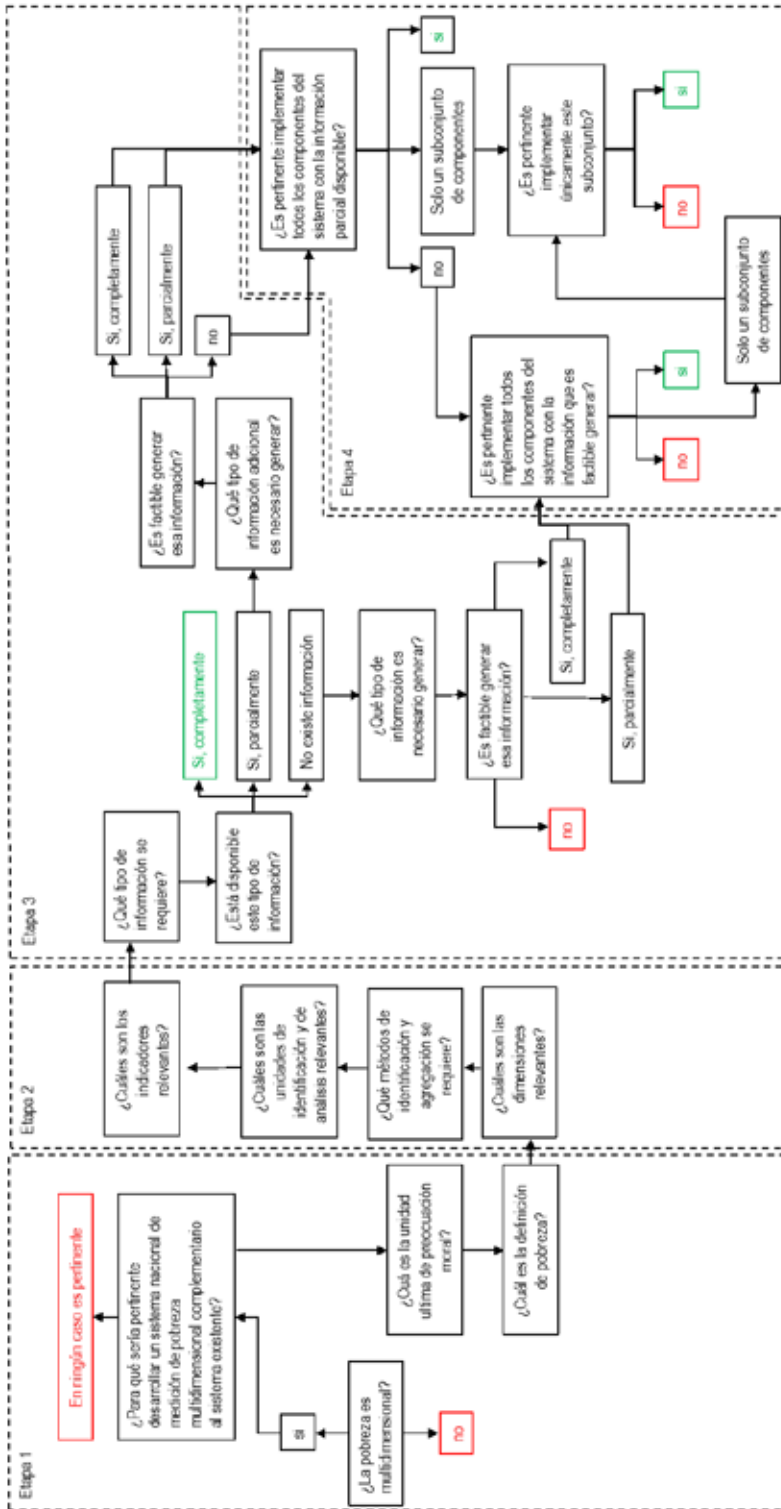 Etapa 1
En ningún caso es pertinente
¿Para qué sería pertinente
desarrollar un sistema nacional de
medición de pobreza
multidimensional complementario
al sistema existente?
si
¿La pobreza es
multidimensional?
no
¿Cuá es la unidad
ultima de preocuación
moral?
¿Cuál es la definición
de pobreza?
Etapa 2
¿Cuáles son los
indicadores
relevantes?
¿Cuáles son las
unidades de
identificación y de
análisis relevantes?
¿Qué métodos de
identificación y
agregación se
requiere?
¿Cuáles son las
dimensiones
relevantes?
Etapa 3
¿Qué tipo de
información se
requiere?
¿Está disponible
este tipo de
información?
Si, completamente
Si, parcialmente
No existe información
¿Qué tipo de
información adicional
es necesario generar?
¿Es factible generar
esa información?
Si, completamente
Si, parcialmente
no
¿Qué tipo de
información es
necesario generar?
¿Es factible generar
esa información?
no
Si, completamente
Si, parcialmente
Etapa 4
¿Es pertinente implementar
todos los componentes del
sistema con la información
parcial disponible?
si
Solo un subconjunto
de componentes
no
¿Es pertinente
implementar
únicamente este
subconjunto?
si
no
¿Es pertinente
implementar todos
los componentes del
sistema con la
información que es
factible generar?
si
no
Solo un subconjunto
de componentes